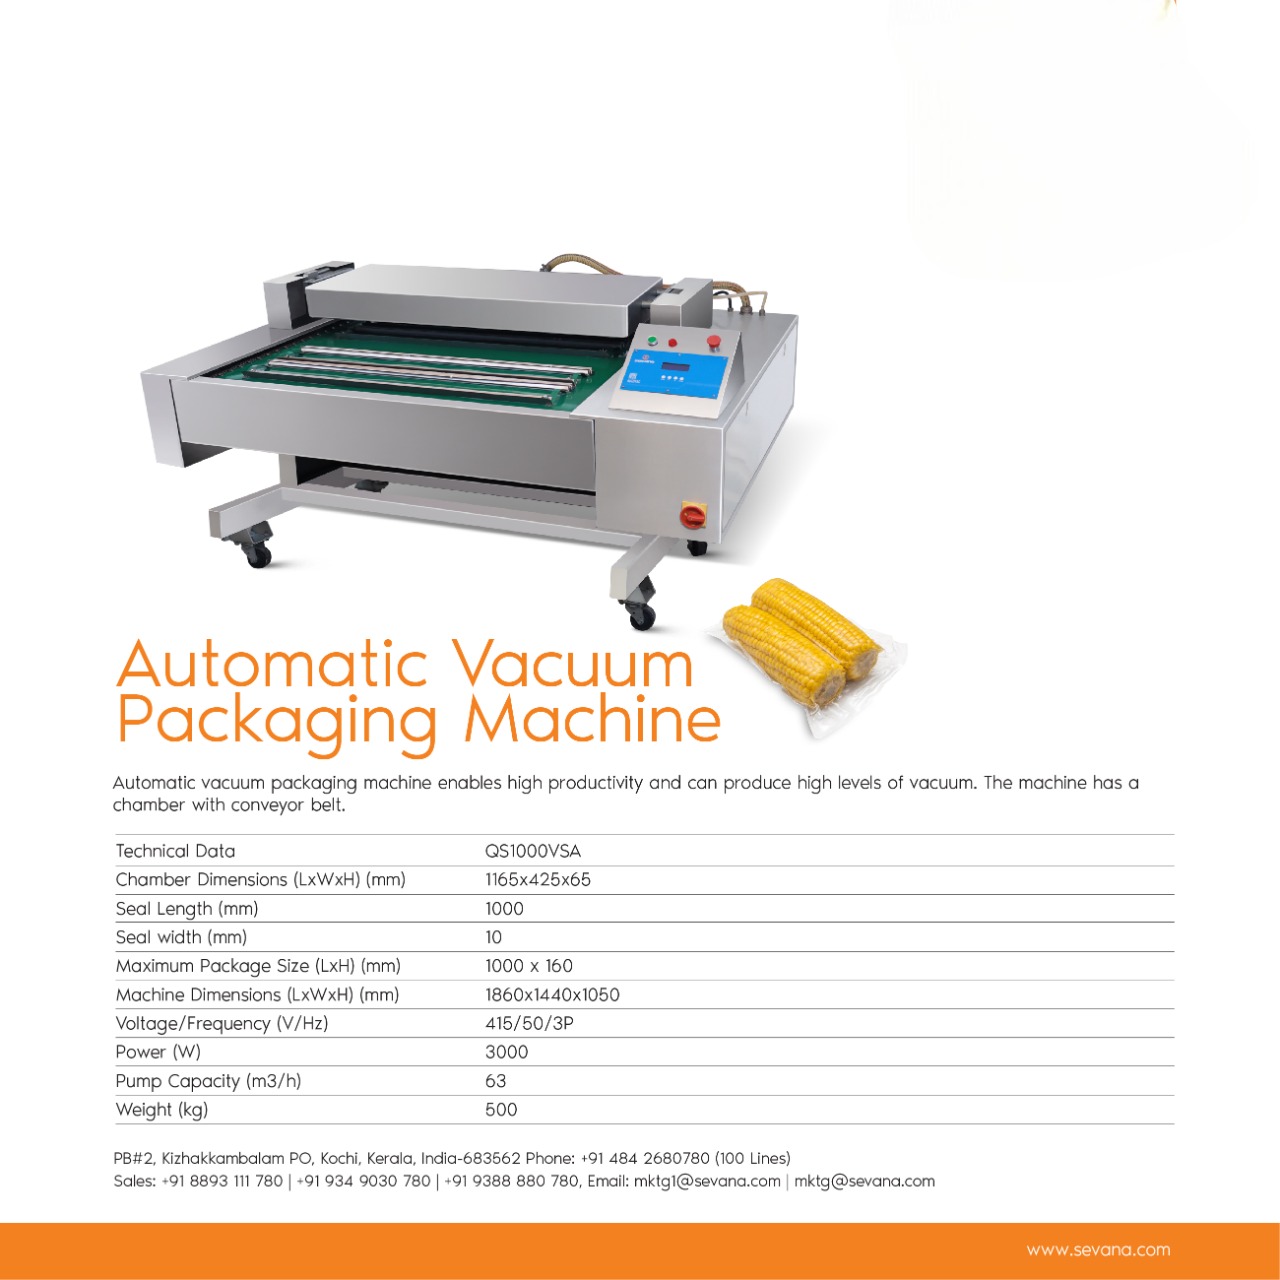 Automatic Vacuum
Packaging Machine
Automatic vacuum packaging machine enables high productivity and can produce high levels of vacuum. The machine has a
chamber with conveyor belt.
Technical Data QS1000VSA
Chamber Dimensions (LxWxH) (mm) 1165x425x65
Seal Length (mm) 1000
Seal width (mm) 10
Maximum Package Size (LxH) (mm) 1000 x 160
Machine Dimensions (LxWxH) (mm) 1860x1440x1050
Voltage/Frequency (V/Hz) 415/50/3P
Power (W) 3000
Pump Capacity (m3/h) 63
Weight (kg) 500
PB#2, Kizhakkambalam PO, Kochi, Kerala, India-683562 Phone: +91 484 2680780 (100 Lines)
Sales: +91 8893 111 780 | +91 934 9030 780 | +91 9388 880 780, Email: mktg1@sevana.com | mktg@sevana.com
www.sevana.com